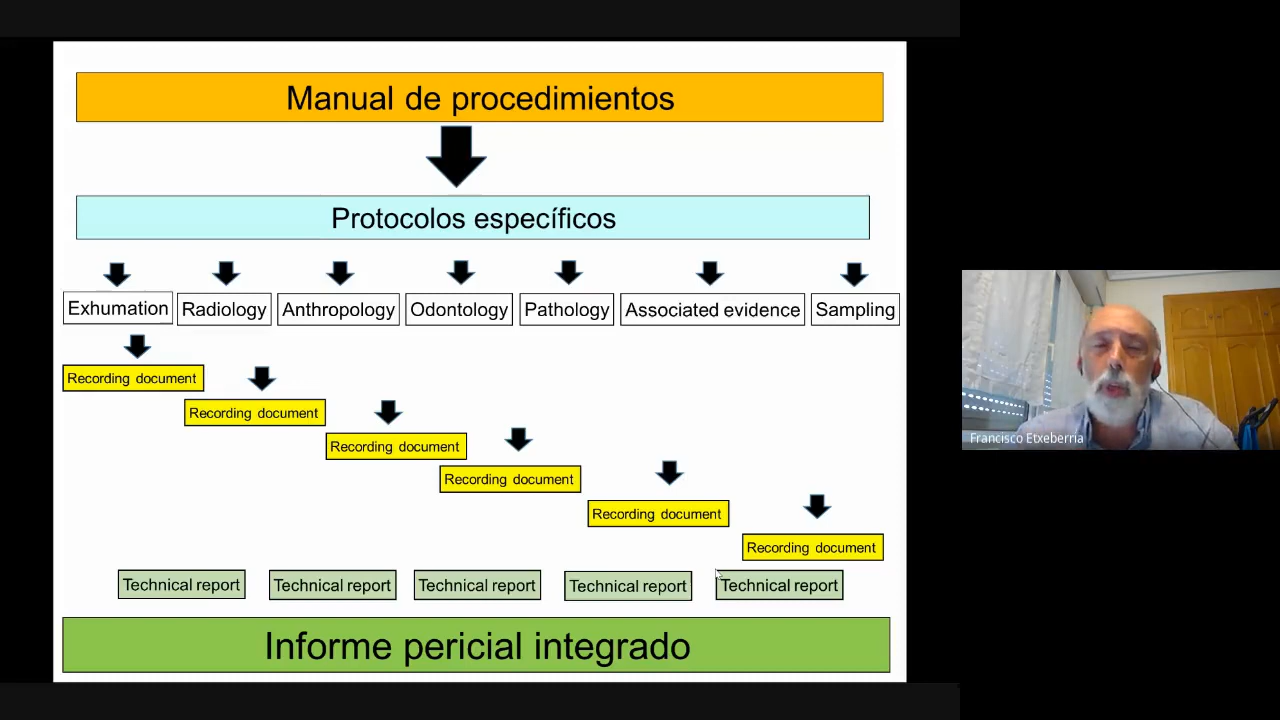 Manual de procedimientos
Protocolos específicos
Exhumation
Radiology
Anthropology
Odontology
Pathology
Associated evidence
Sampling
Recording document
Recording document
Recording document
Recording document
Recording document
Recording document
Technical report
Technical report
Technical report
Technical report
Technical report
Informe pericial integrado
Francisco Etxeberria